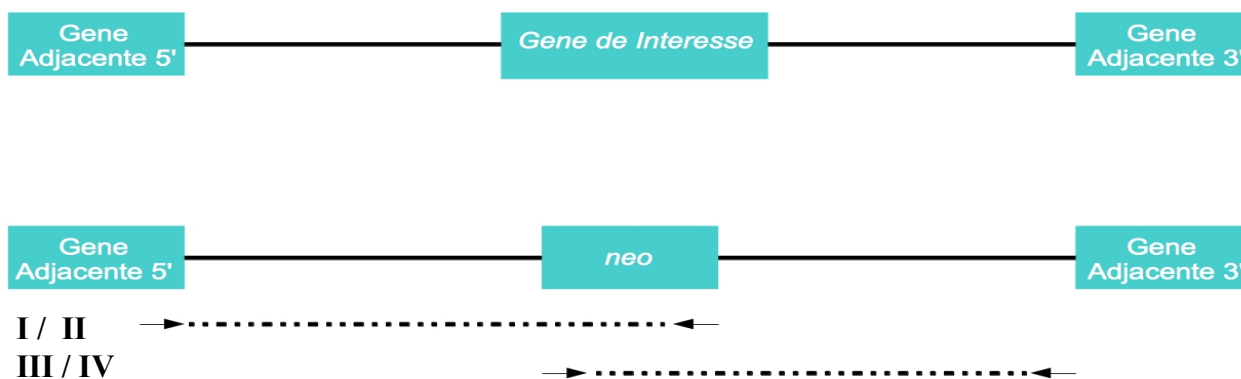 Gene
Adjacente 5'
Gene de Interesse
Gene
Adjacente 3'
Gene
Adjacente 5'
neo
Gene
Adjacente 3'
I / II
III / IV